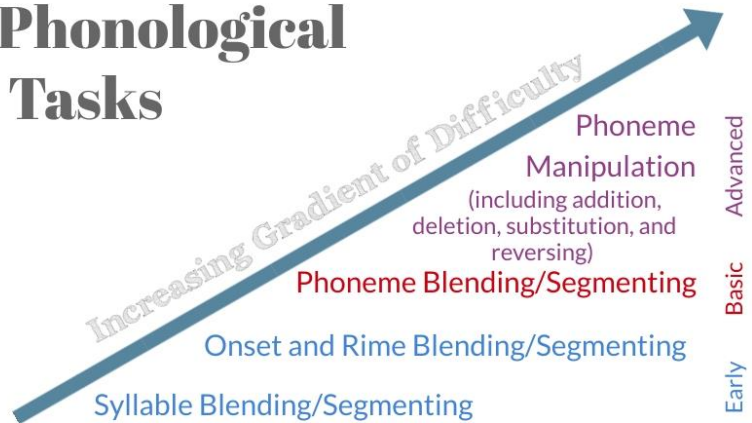 Phonological
Tasks
Increasing Gradient of Difficulty
Phoneme
Manipulation
(including addition,
deletion, substitution, and
reversing)
Advanced
Phoneme Blending/Segmenting
Basic
Onset and Rime Blending/Segmenting
Syllable Blending/Segmenting
Early